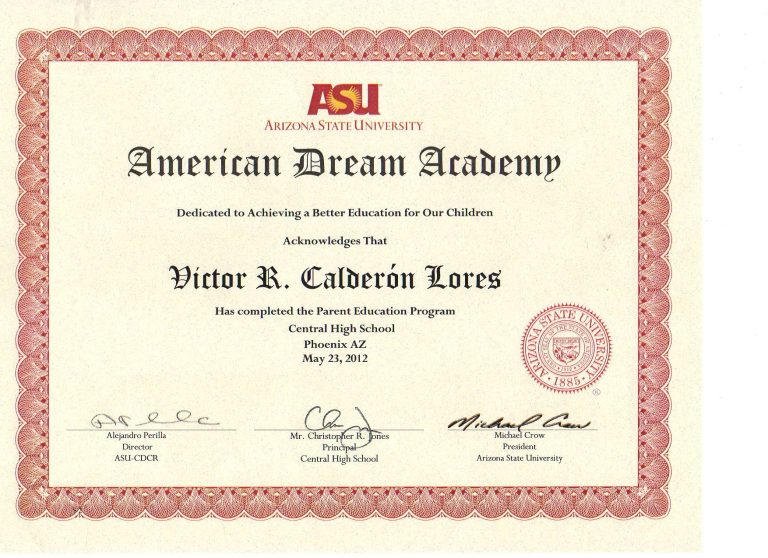 ASU
ARIZONA STATE UNIVERSITY
American Dream Academy
Dedicated to Achieving a Better Education for Our Children
Acknowledges That
Victor R. Calderón Lores
Has completed the Parent Education Program
Central High School
Phoenix AZ
May 23, 2012
ARIZONA STATE UNIVERSITY
1885
®
Michael Crow
Alejandro Perilla
Director
ASU-CDCR
Mr. Christopher R. Jones
Principal
Central High School
Michael Crow
President
Arizona State University